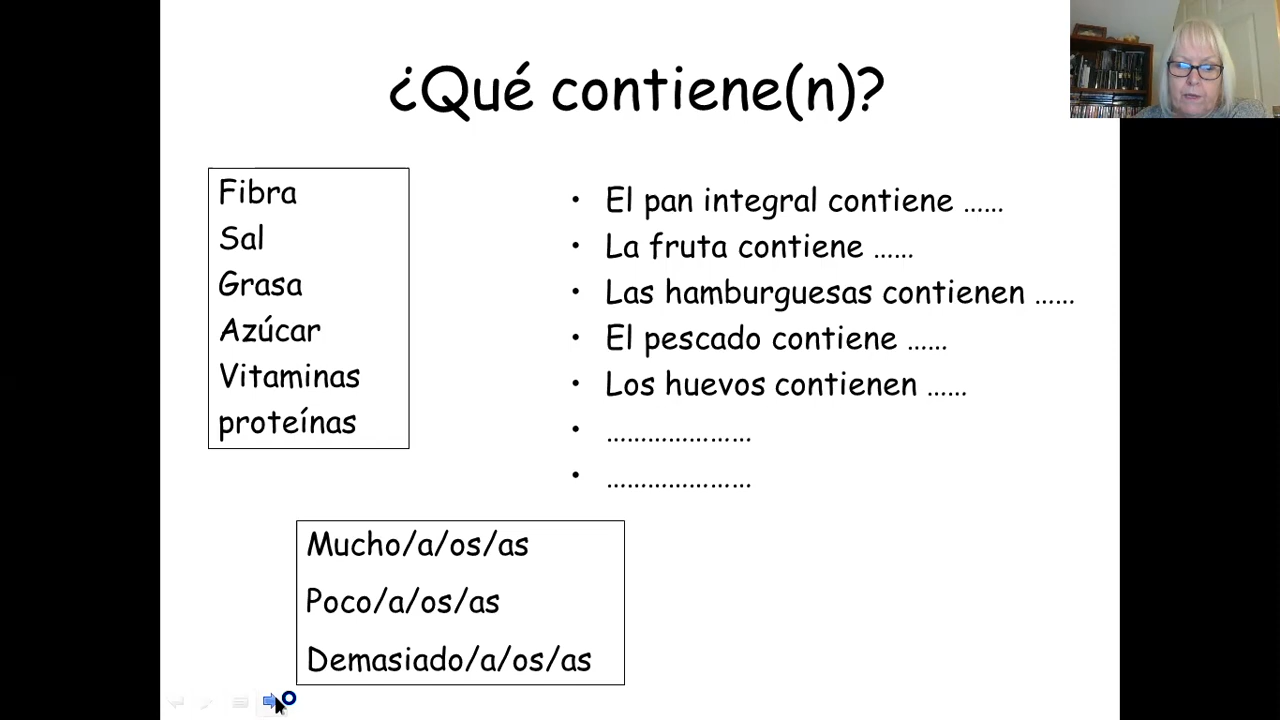 ¿Qué contiene(n)?
Fibra
Sal
Grasa
Azúcar
Vitaminas
proteínas
• El pan integral contiene ......
• La fruta contiene ......
• Las hamburguesas contienen ......
• El pescado contiene ......
• Los huevos contienen ......
• .....................
• .....................
Mucho/a/os/as
Poco/a/os/as
Demasiado/a/os/as